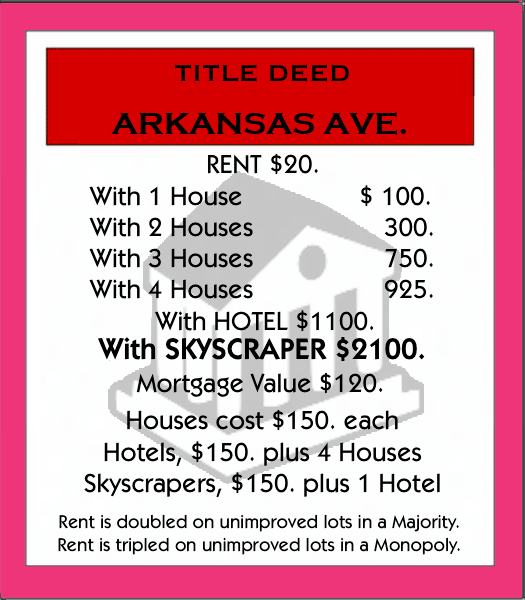 TITLE DEED
ARKANSAS AVE.
RENT $20.
With 1 House $ 100.
With 2 Houses 300.
With 3 Houses 750.
With 4 Houses 925.
With HOTEL $1100.
With SKYSCRAPER $2100.
Mortgage Value $120.
Houses cost $150. each
Hotels, $150. plus 4 Houses
Skyscrapers, $150. plus 1 Hotel
Rent is doubled on unimproved lots in a Majority.
Rent is tripled on unimproved lots in a Monopoly.